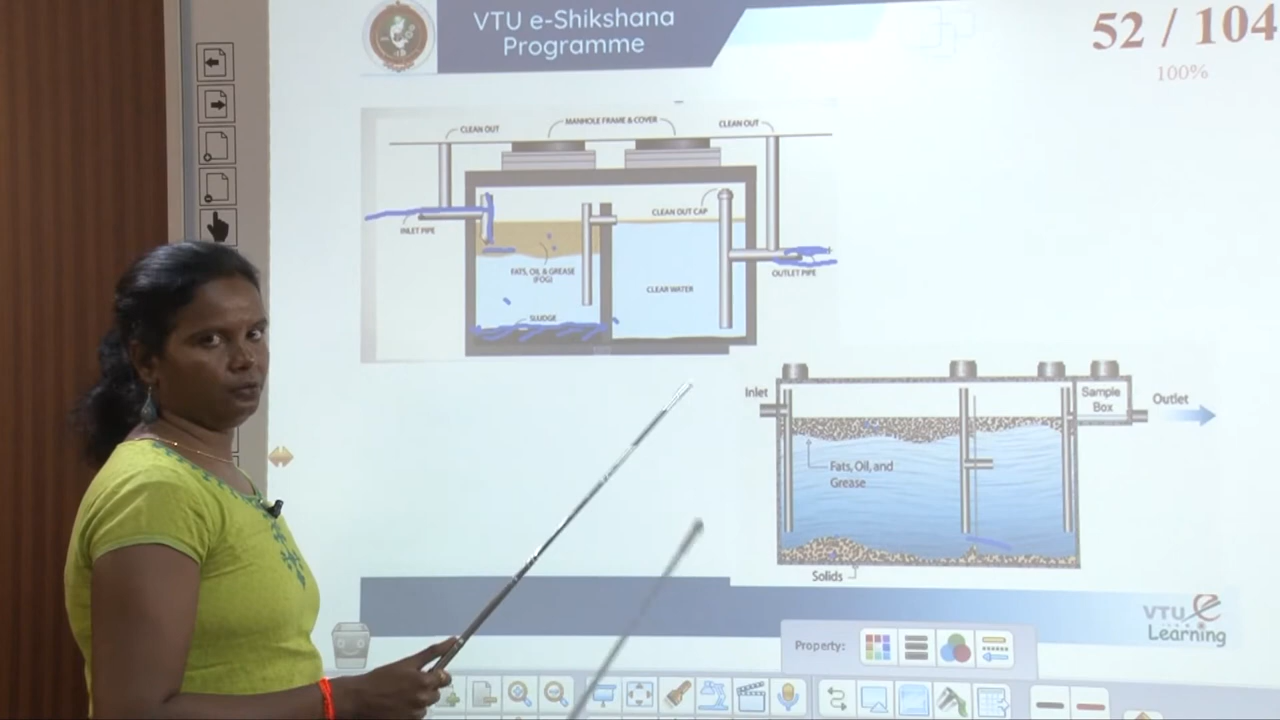 VTU e-Shikshana
Programme
52 / 104
100%
CLEAN OUT
MANHOLE FRAME & COVER
CLEAN OUT
INLET PIPE
CLEAN OUT CAP
FATS, OIL & GREASE
(FOG)
OUTLET PIPE
CLEAR WATER
SLUDGE
Inlet
Sample
Box
Outlet
Fats, Oil, and
Grease
Solids
VTU e
Learning
Property: